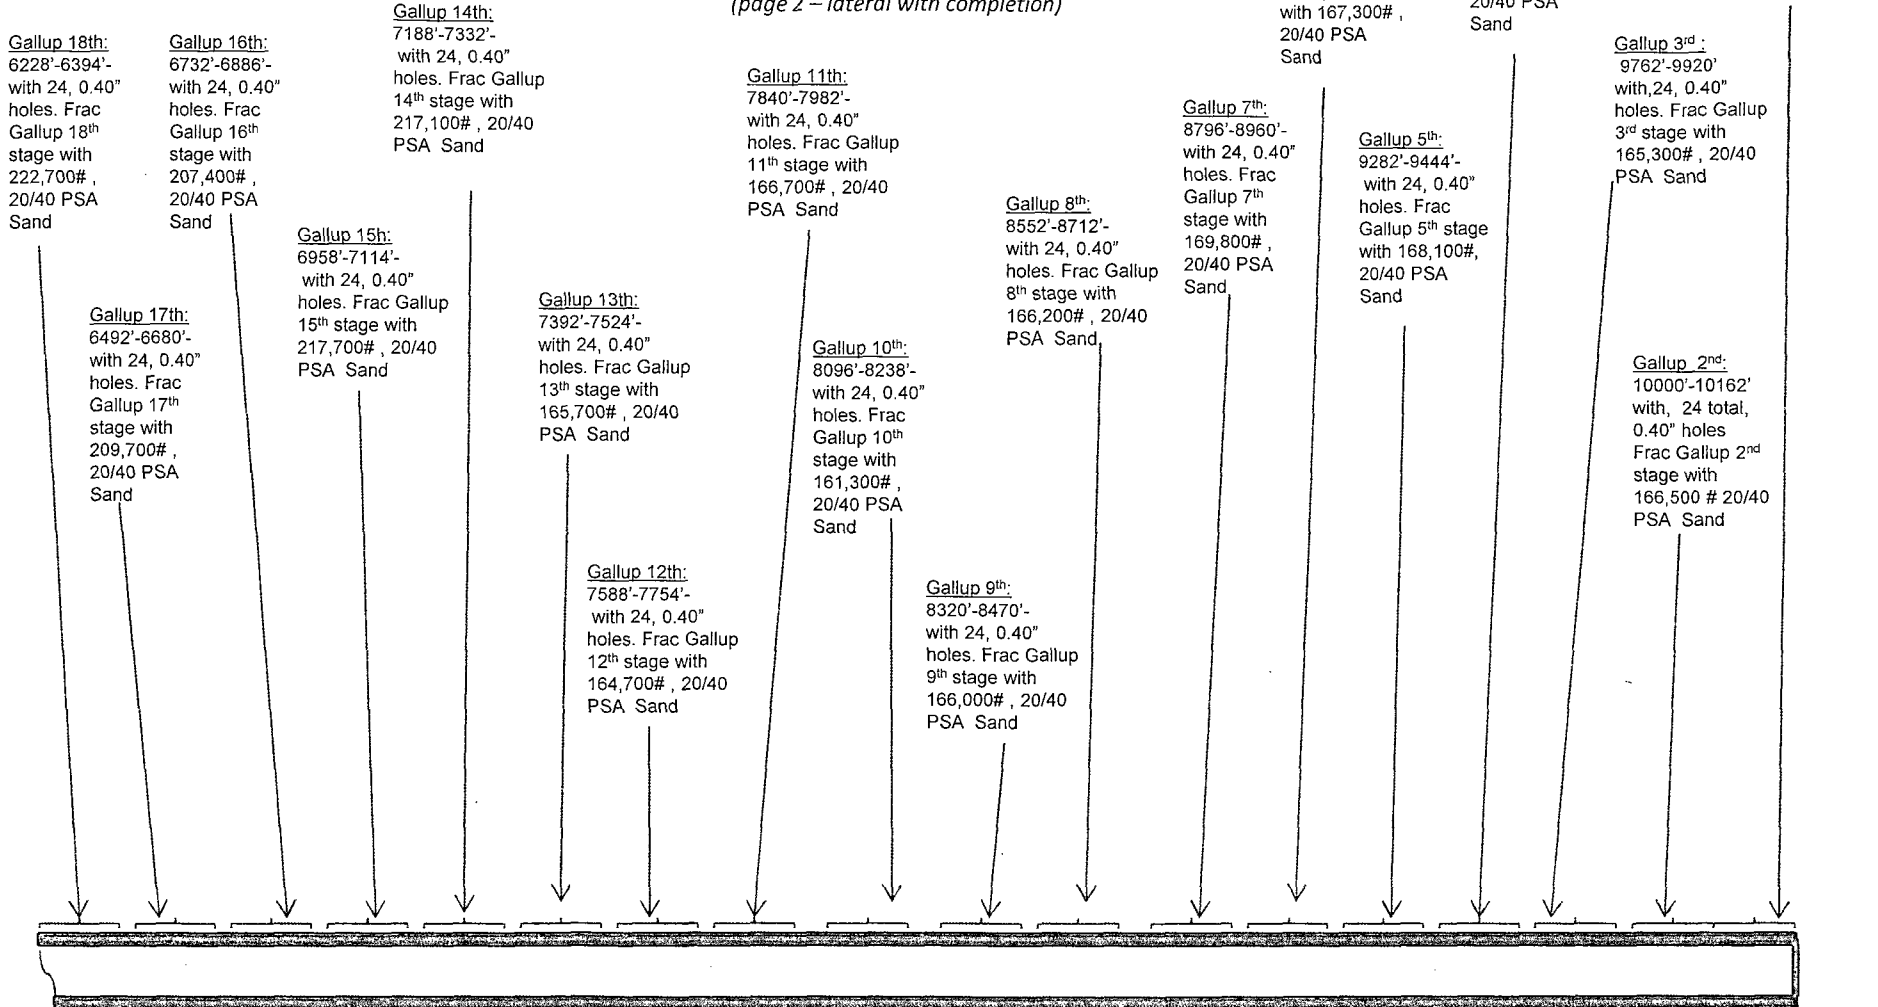 (page 2 – lateral with completion)
Gallup 18th:
6228’-6394’-
with 24, 0.40”
holes. Frac
Gallup 18th
stage with
222,700# ,
20/40 PSA
Sand
Gallup 17th:
6492’-6680’-
with 24, 0.40”
holes. Frac
Gallup 17th
stage with
209,700# ,
20/40 PSA
Sand
Gallup 16th:
6732’-6886’-
with 24, 0.40”
holes. Frac
Gallup 16th
stage with
207,400# ,
20/40 PSA
Sand
Gallup 15h:
6958’-7114’-
with 24, 0.40”
holes. Frac Gallup
15th stage with
217,700# , 20/40
PSA Sand
Gallup 14th:
7188’-7332’-
with 24, 0.40”
holes. Frac Gallup
14th stage with
217,100# , 20/40
PSA Sand
Gallup 13th:
7392’-7524’-
with 24, 0.40”
holes. Frac Gallup
13th stage with
165,700# , 20/40
PSA Sand
Gallup 12th:
7588’-7754’-
with 24, 0.40”
holes. Frac Gallup
12th stage with
164,700# , 20/40
PSA Sand
Gallup 11th:
7840’-7982’-
with 24, 0.40”
holes. Frac Gallup
11th stage with
166,700# , 20/40
PSA Sand
Gallup 10th:
8096’-8238’-
with 24, 0.40”
holes. Frac
Gallup 10th
stage with
161,300# ,
20/40 PSA
Sand
Gallup 9th:
8320’-8470’-
with 24, 0.40”
holes. Frac Gallup
9th stage with
166,000# , 20/40
PSA Sand
Gallup 8th:
8552’-8712’-
with 24, 0.40”
holes. Frac Gallup
8th stage with
166,200# , 20/40
PSA Sand
Gallup 7th:
8796’-8960’-
with 24, 0.40”
holes. Frac
Gallup 7th
stage with
169,800# ,
20/40 PSA
Sand
with 167,300# ,
20/40 PSA
Sand
Gallup 5th:
9282’-9444’-
with 24, 0.40”
holes. Frac
Gallup 5th stage
with 168,100#,
20/40 PSA
Sand
20/40 PSA
Sand
Gallup 3rd :
9762’-9920’
with,24, 0.40”
holes. Frac Gallup
3rd stage with
165,300# , 20/40
PSA Sand
Gallup 2nd:
10000’-10162’
with, 24 total,
0.40” holes
Frac Gallup 2nd
stage with
166,500 # 20/40
PSA Sand